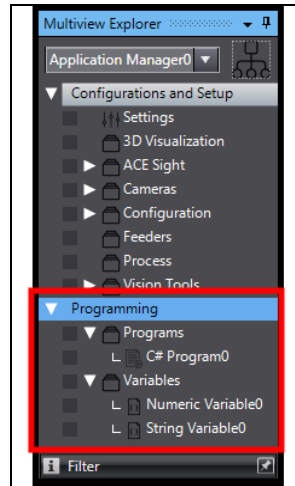 Multiview Explorer
Application Manager0
Configurations and Setup
Settings
3D Visualization
ACE Sight
Cameras
Configuration
Feeders
Process
Vision Tools
Programming
Programs
C# Program0
Variables
Numeric Variable0
String Variable0
Filter